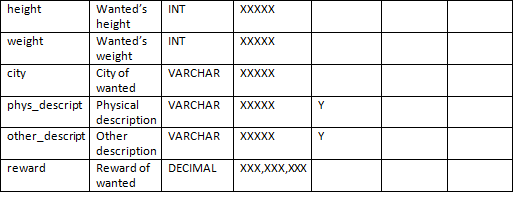 height Wanted's height INT XXXXX
weight Wanted's weight INT XXXXX
city City of wanted VARCHAR XXXXX
phys_descript Physical description VARCHAR XXXXX Y
other_descript Other description VARCHAR XXXXX Y
reward Reward of wanted DECIMAL XXX,XXX,XXX